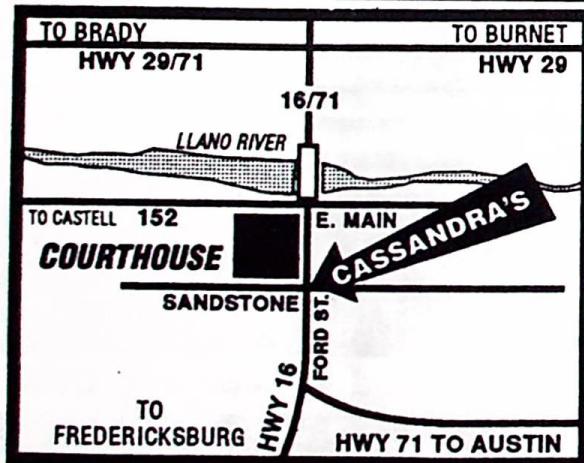 TO BRADY
TO BURNET
HWY 29/71
HWY 29
16/71
LLANO RIVER
TO CASTELL 152
E. MAIN
COURTHOUSE
CASSANDRA'S
SANDSTONE
FORD ST.
HWY 16
TO
FREDERICKSBURG
HWY 71 TO AUSTIN